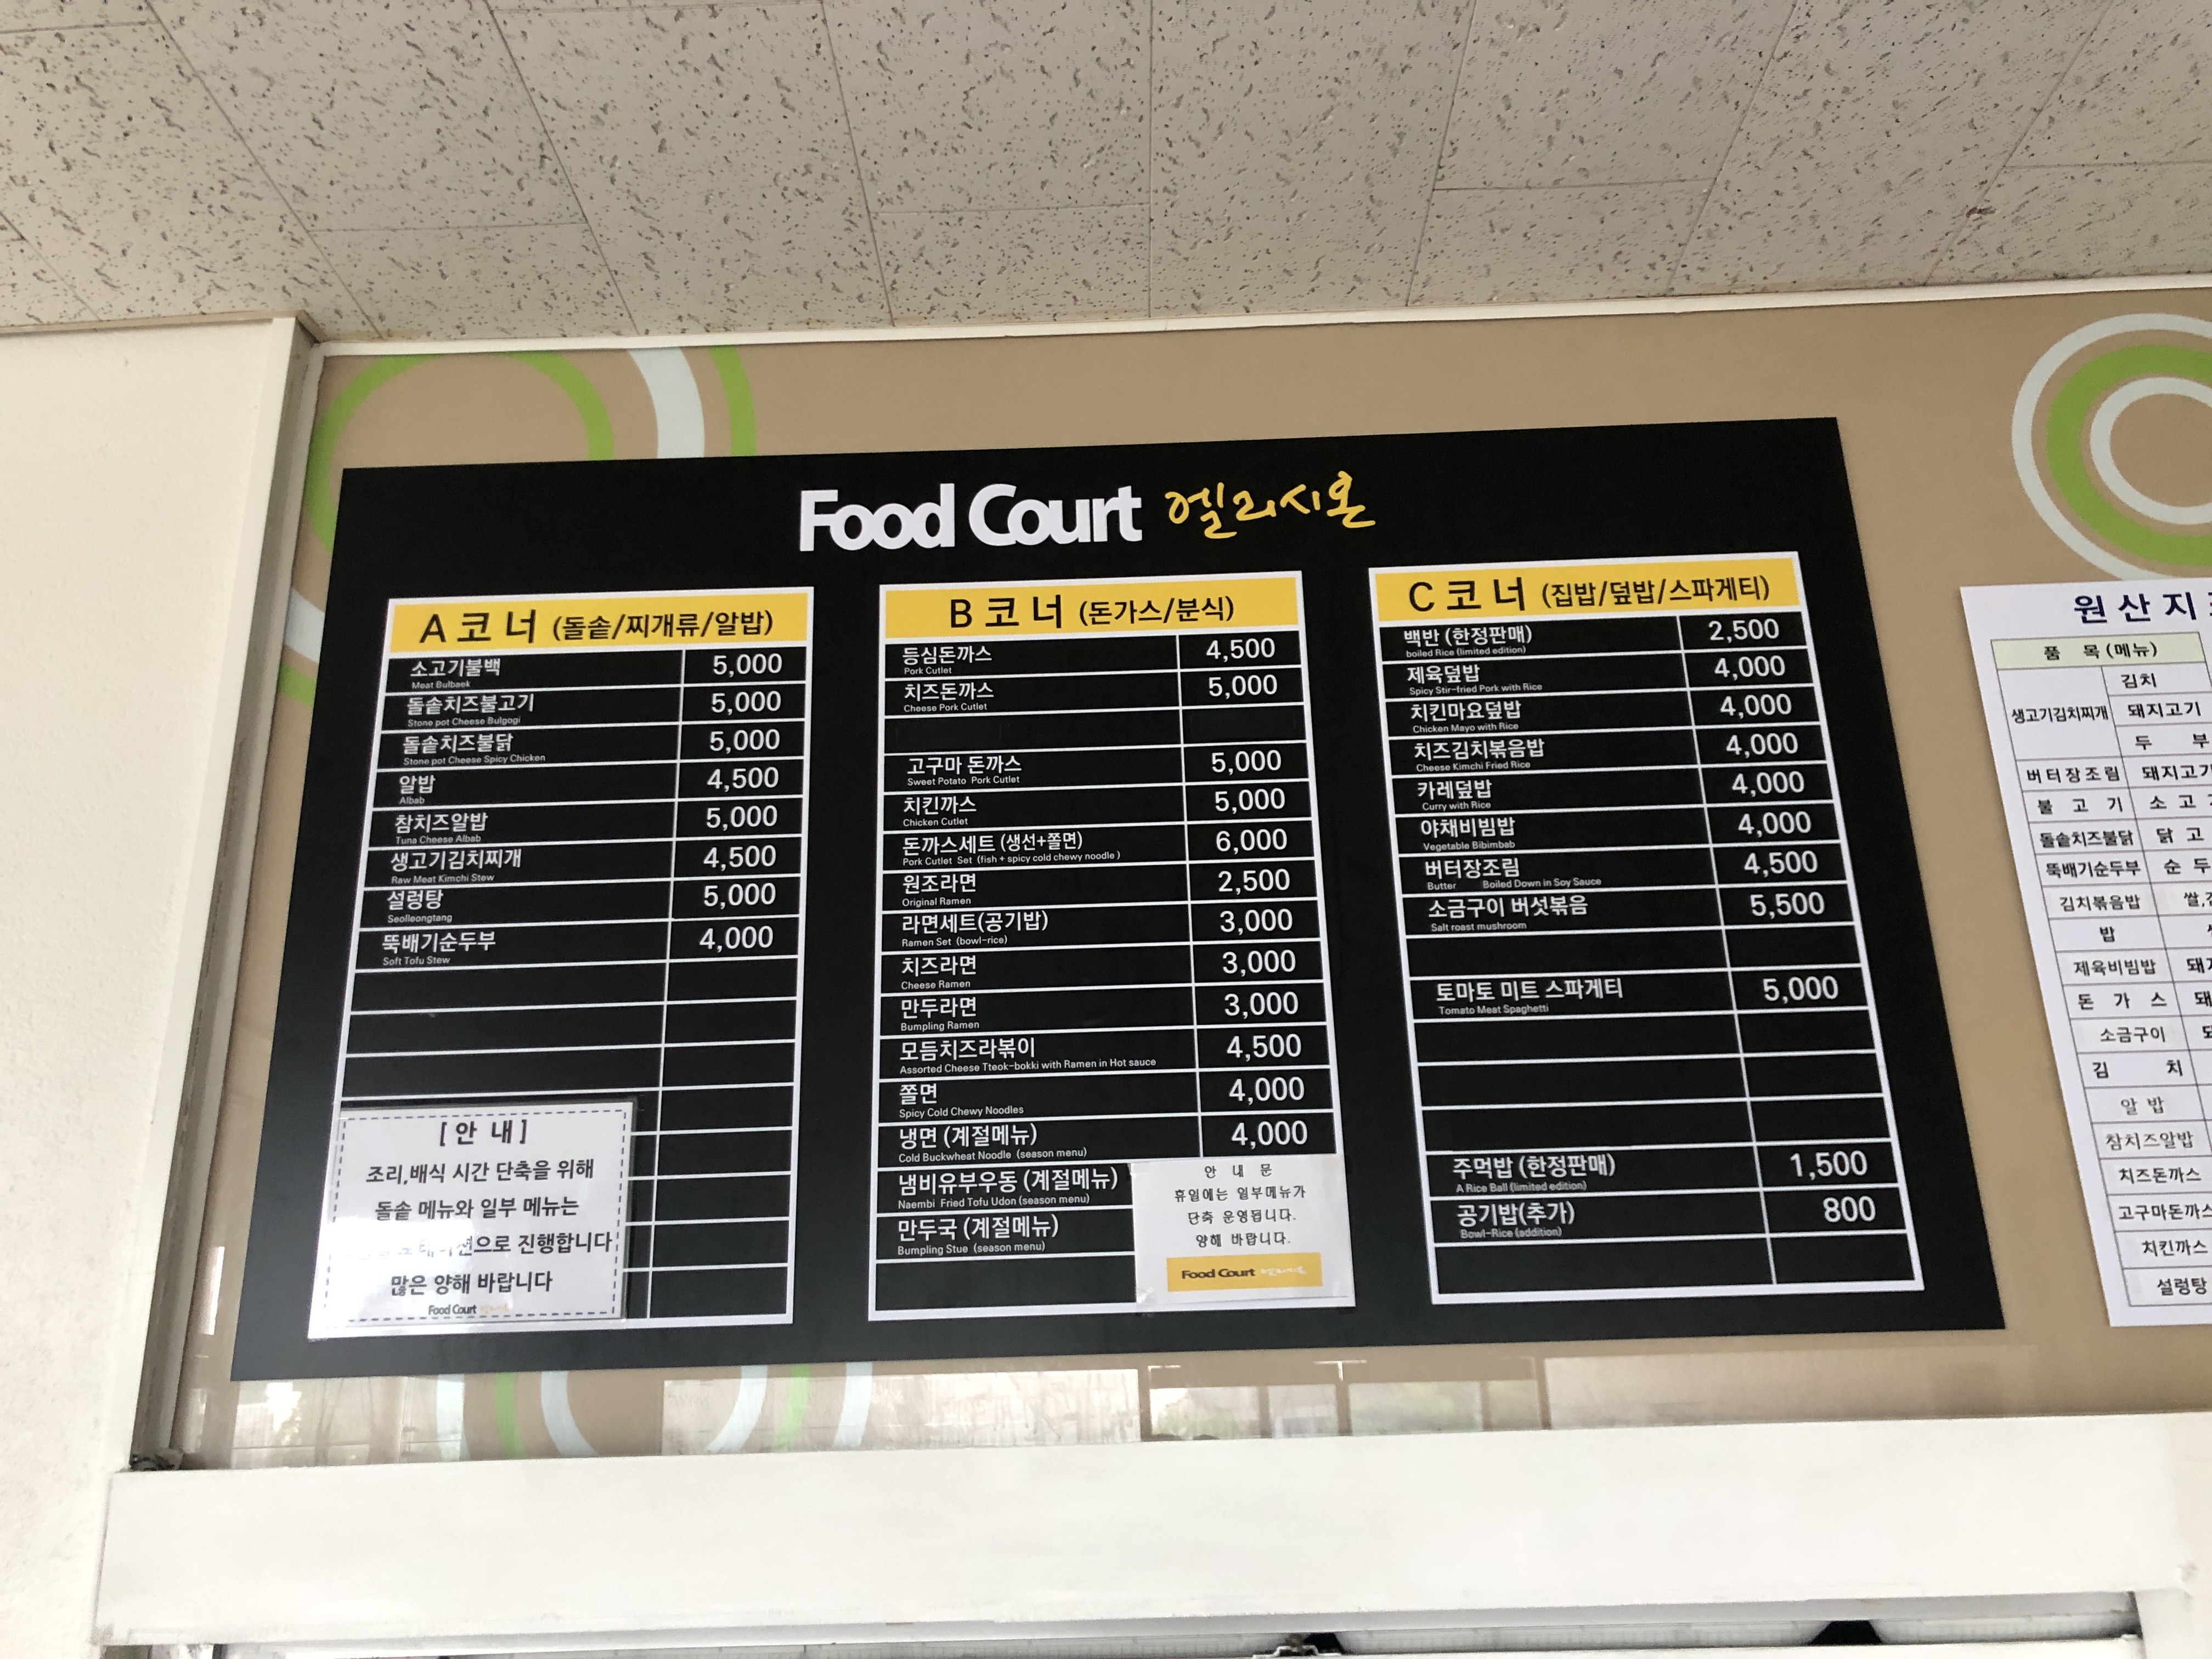 Food Court 엘리시온
A 코너 (돌솥/찌개류/알밥)
소고기불백 5,000
Meat Bulbaek
돌솥치즈불고기 5,000
Stone pot Cheese Bulgogi
돌솥치즈불닭 5,000
Stone pot Cheese Spicy Chicken
알밥 4,500
Albab
참치즈알밥 5,000
Tuna Cheese Albab
생고기김치찌개 4,500
Raw Meat Kimchi Stew
설렁탕 5,000
Seolleongtang
뚝배기순두부 4,000
Soft Tofu Stew
[안 내]
조리,배식 시간 단축을 위해
돌솥 메뉴와 일부 메뉴는
으로 진행합니다
많은 양해 바랍니다
Food Court
B 코너 (돈가스/분식)
등심돈까스 4,500
Pork Cutlet
치즈돈까스 5,000
Cheese Pork Cutlet
고구마 돈까스 5,000
Sweet Potato Pork Cutlet
치킨까스 5,000
Chicken Cutlet
돈까스세트 (생선+쫄면) 6,000
Pork Cutlet Set (fish + spicy cold chewy noodle )
원조라면 2,500
Original Ramen
라면세트(공기밥) 3,000
Ramen Set (bowl-rice)
치즈라면 3,000
Cheese Ramen
만두라면 3,000
Bumpling Ramen
모듬치즈라볶이 4,500
Assorted Cheese Tteok-bokki with Ramen in Hot sauce
쫄면 4,000
Spicy Cold Chewy Noodles
냉면 (계절메뉴) 4,000
Cold Buckwheat Noodle (season menu)
냄비유부우동 (계절메뉴)
Naembi Fried Tofu Udon (season menu)
만두국 (계절메뉴)
Bumpling Stue (season menu)
안 내 문
휴일에는 일부메뉴가
단축 운영됩니다.
양해 바랍니다.
Food Court 엘리시온
C 코너 (집밥/덮밥/스파게티)
백반 (한정판매) 2,500
boiled Rice (limited edition)
제육덮밥 4,000
Spicy Stir-fried Pork with Rice
치킨마요덮밥 4,000
Chicken Mayo with Rice
치즈김치볶음밥 4,000
Cheese Kimchi Fried Rice
카레덮밥 4,000
Curry with Rice
야채비빔밥 4,000
Vegetable Bibimbab
버터장조림 4,500
Butter Boiled Down in Soy Sauce
소금구이 버섯볶음 5,500
Salt roast mushroom
토마토 미트 스파게티 5,000
Tomato Meat Spaghetti
주먹밥 (한정판매) 1,500
A Rice Ball (limited edition)
공기밥(추가) 800
Bowl-Rice (addition)
원 산 지
품 목 (메뉴)
생고기김치찌개 김치
돼지고기
두 부
버터장조림 돼지고기
불 고 기 소 고
돌솥치즈불닭 닭 고
뚝배기순두부 순 두
김치볶음밥 쌀,
밥
제육비빔밥 돼
돈 가 스 돼
소금구이
김 치
알 밥
참치즈알밥
치즈돈까스
고구마돈까스
치킨까스
설렁탕